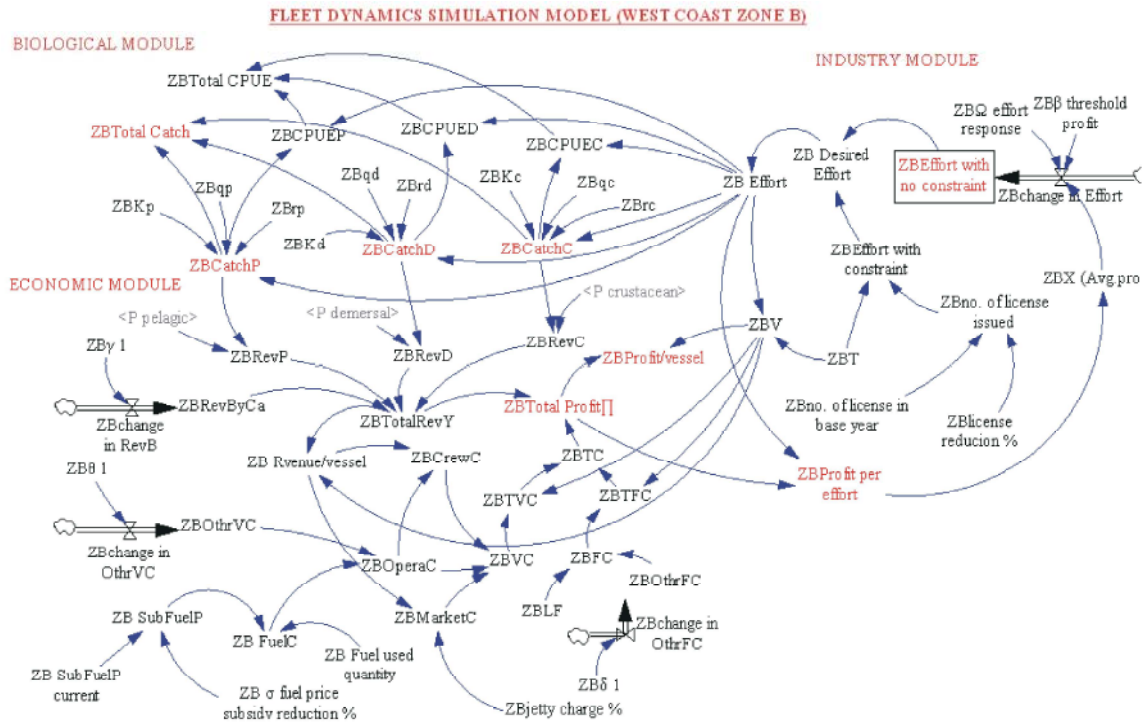 FLEET DYNAMICS SIMULATION MODEL (WEST COAST ZONE B)
BIOLOGICAL MODULE
INDUSTRY MODULE
ZBTotal CPUE
ZBTotal Catch
ZBCPUEP
ZBCPUED
ZBCPUEC
ZBΩ effort
response
ZBβ threshold
profit
ZB Desired
Effort
ZB Effort
ZBEffort with
no constraint
ZBchange in Effort
ZBqp
ZBKp
ZBrp
ZBqd
ZBrd
ZBKd
ZBKc
ZBqc
ZBrc
ZBCatchP
ZBCatchD
ZBCatchC
ZBEffort with
constraint
ZBX (Avg.pro
ECONOMIC MODULE
<P pelagic>
<P demersal>
<P crustacean>
ZBno. of license
issued
ZBV
ZBT
ZBγ 1
ZBRevP
ZBRevD
ZBRevC
ZBProfit/vessel
ZBRevByCa
ZBchange
in RevB
ZBTotalRevY
ZBTotal Profit∏
ZBno. of license in
base year
ZBlicense
reducion %
ZBθ 1
ZB Rvenue/vessel
ZBCrewC
ZBTC
ZBTVC
ZBTFC
ZBProfit per
effort
ZBOthrVC
ZBchange in
OthrVC
ZBOperaC
ZBVC
ZBFC
ZBOthrFC
ZB SubFuelP
ZB FuelC
ZBMarketC
ZBLF
ZBchange in
OthrFC
ZB SubFuelP
current
ZB Fuel used
quantity
ZB σ fuel price
subsidy reduction %
ZBδ 1
ZBjetty charge %